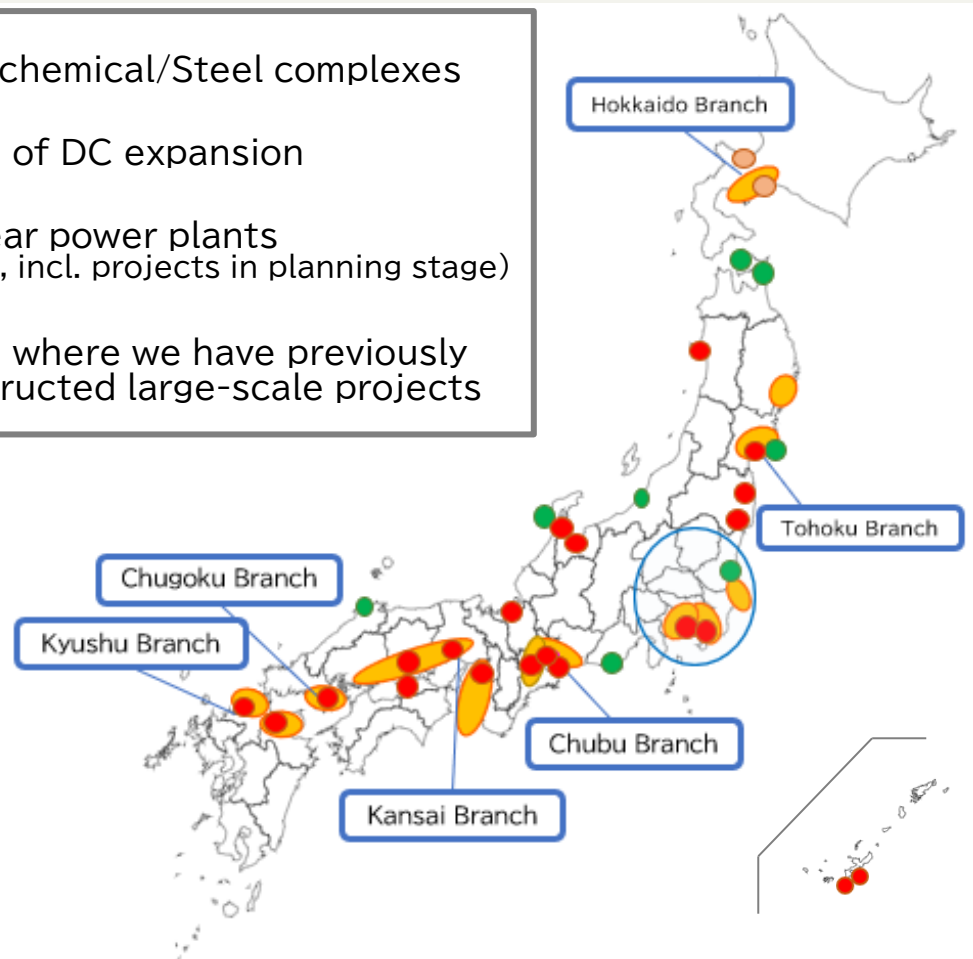 chemical/Steel complexes
of DC expansion
ear power plants
, incl. projects in planning stage)
where we have previously
ructed large-scale projects
Hokkaido Branch
Tohoku Branch
Chugoku Branch
Kyushu Branch
Chubu Branch
Kansai Branch